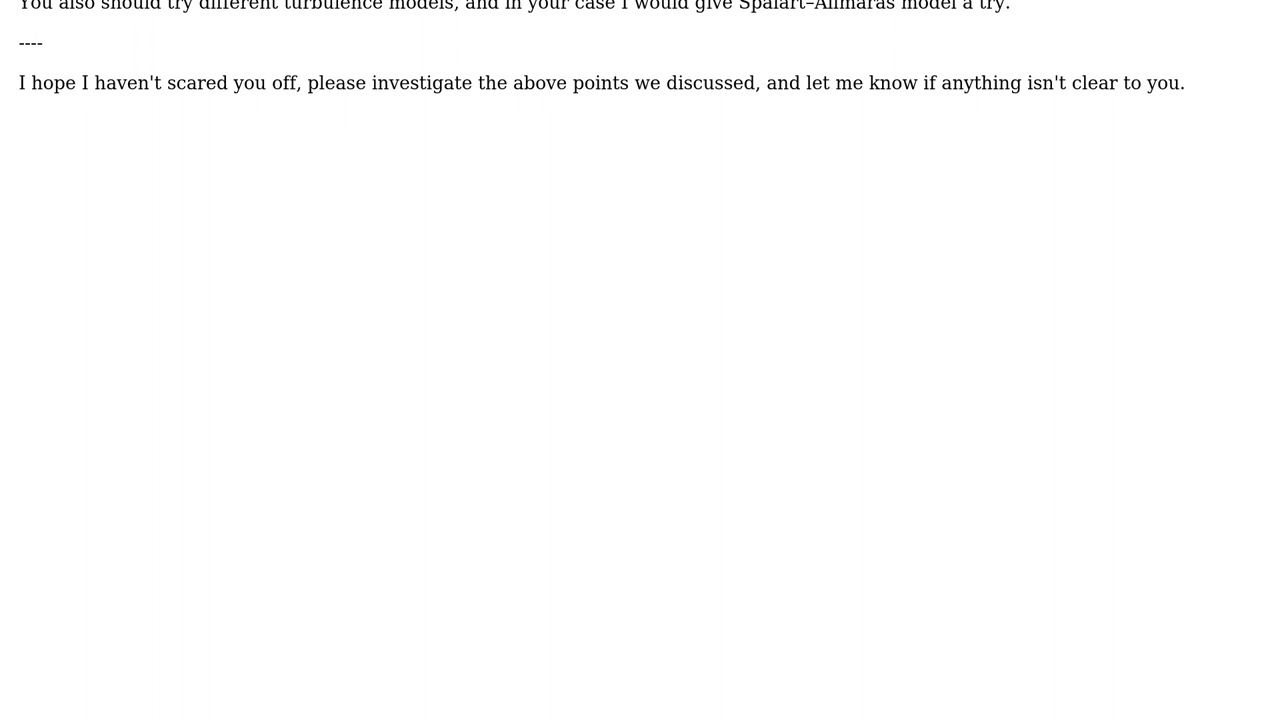 You also should try different turbulence models, and in your case I would give Spalart–Allmaras model a try.
----
I hope I haven't scared you off, please investigate the above points we discussed, and let me know if anything isn't clear to you.